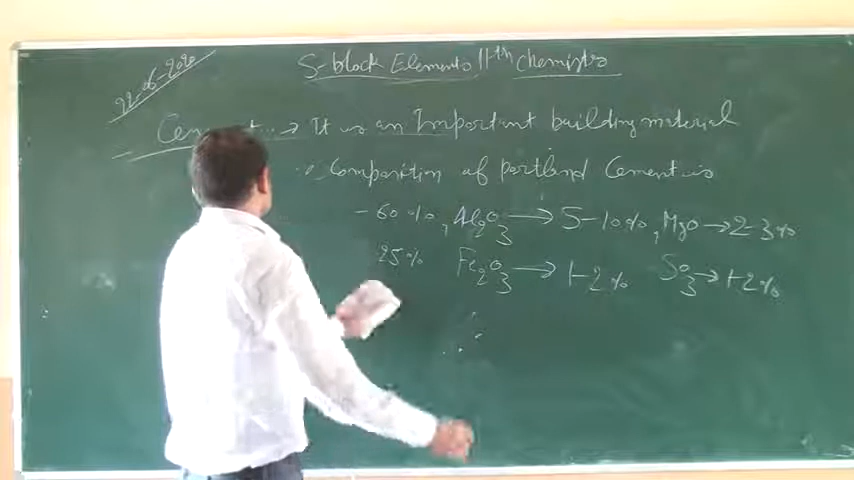 22-06-2020
S-block Elements 11th Chemistro
→ It is an Important building material
Composition of portland Cement is
-60 %, Al2O3 → 5-10%, MgO → 2-3%
25% Fe2O3 → 1-2% SO3 → 1-2%